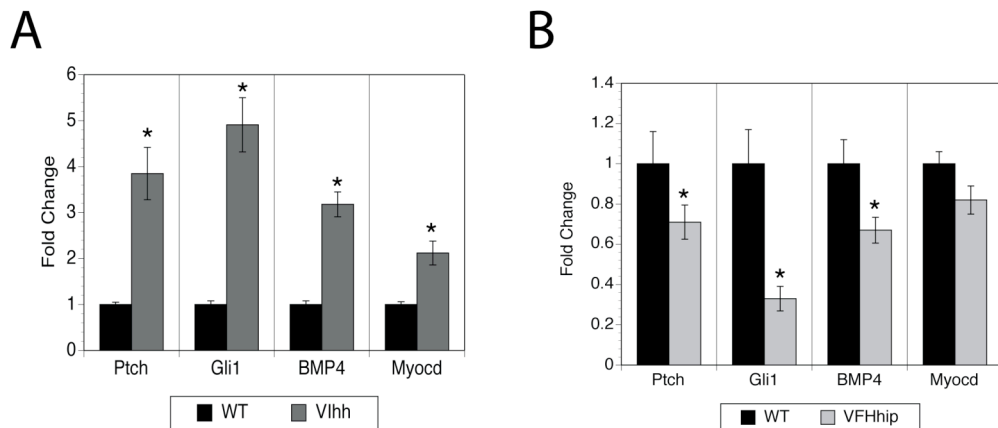 A
Fold Change
6
5
4
3
2
1
0
*
*
*
*
Ptch Gli1 BMP4 Myocd
WT VIhh
B
Fold Change
1.4
1.2
1
0.8
0.6
0.4
0.2
0
*
*
*
Ptch Gli1 BMP4 Myocd
WT VFHhip